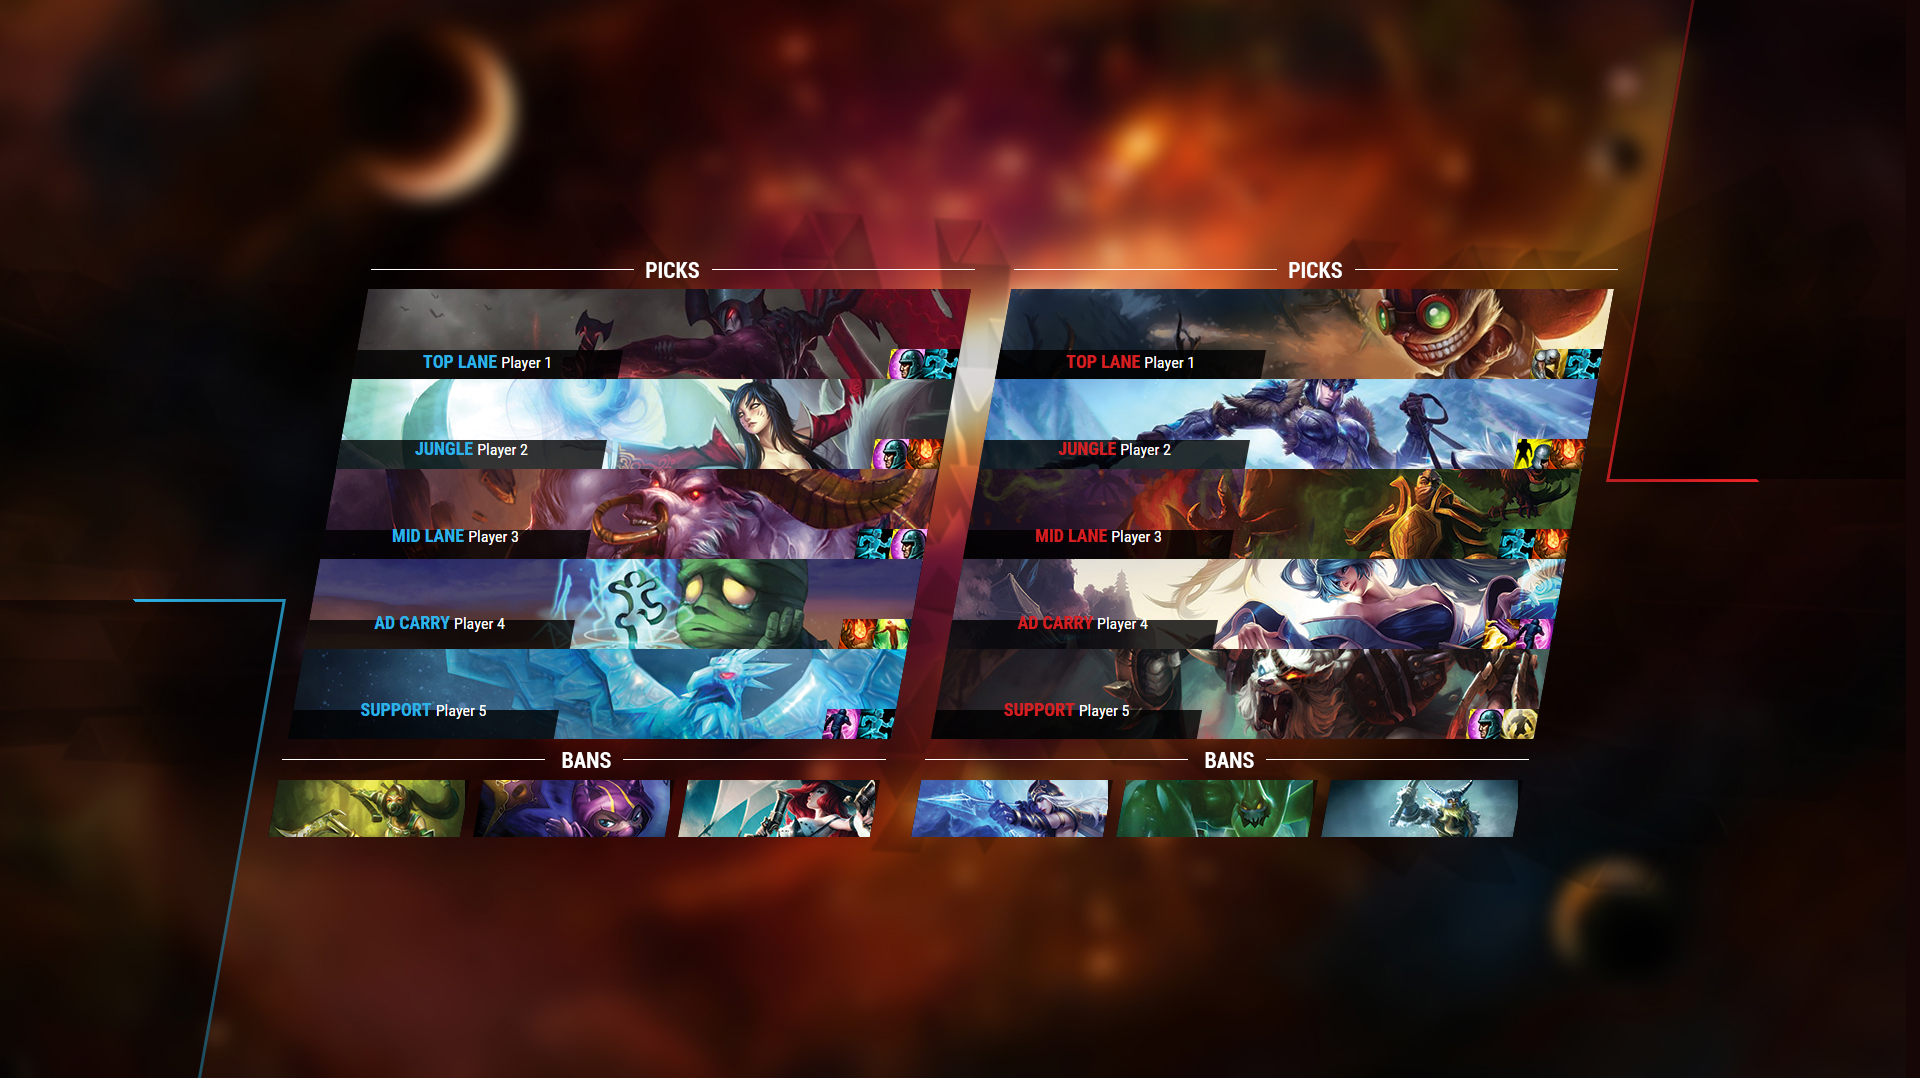 PICKS
TOP LANE Player 1
JUNGLE Player 2
MID LANE Player 3
AD CARRY Player 4
SUPPORT Player 5
BANS
PICKS
TOP LANE Player 1
JUNGLE Player 2
MID LANE Player 3
AD CARRY Player 4
SUPPORT Player 5
BANS